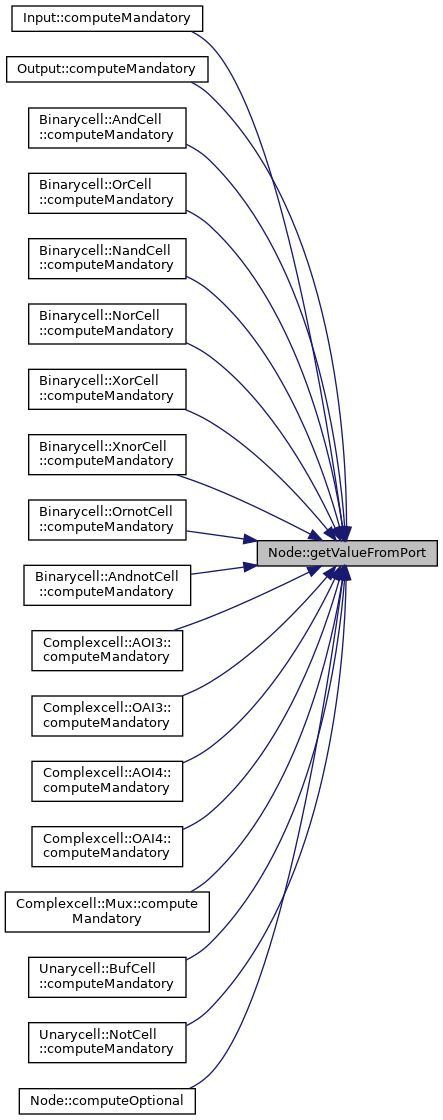 Input::computeMandatory
Output::computeMandatory
Binarycell::AndCell
::computeMandatory
Binarycell::OrCell
::computeMandatory
Binarycell::NandCell
::computeMandatory
Binarycell::NorCell
::computeMandatory
Binarycell::XorCell
::computeMandatory
Binarycell::XnorCell
::computeMandatory
Binarycell::OrnotCell
::computeMandatory
Node::getValueFromPort
Binarycell::AndnotCell
::computeMandatory
Complexcell::AOI3::
computeMandatory
Complexcell::OAI3::
computeMandatory
Complexcell::AOI4::
computeMandatory
Complexcell::OAI4::
computeMandatory
Complexcell::Mux::compute
Mandatory
Unarycell::BufCell
::computeMandatory
Unarycell::NotCell
::computeMandatory
Node::computeOptional